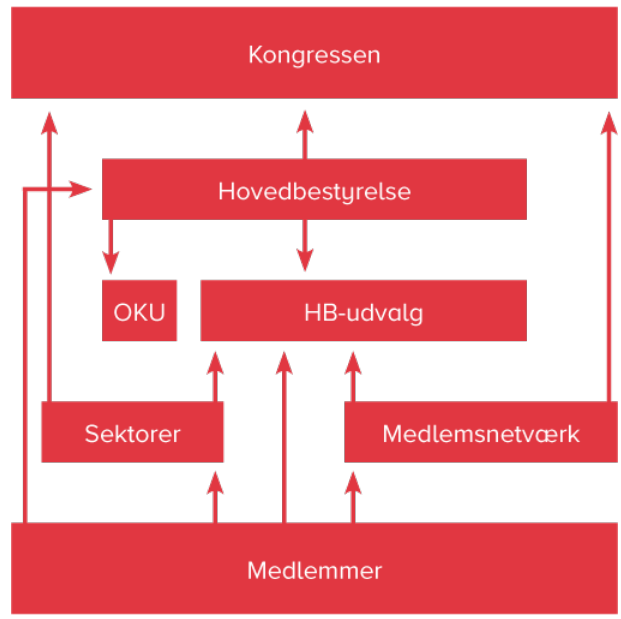 Kongressen
Hovedbestyrelse
OKU
HB-udvalg
Sektorer
Medlemsnetværk
Medlemmer